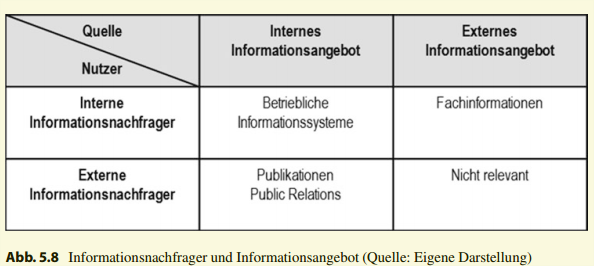 Quelle
Nutzer
Internes
Informationsangebot
Externes
Informationsangebot
Interne
Informationsnachfrager
Betriebliche
Informationssysteme
Fachinformationen
Externe
Informationsnachfrager
Publikationen
Public Relations
Nicht relevant
Abb. 5.8 Informationsnachfrager und Informationsangebot (Quelle: Eigene Darstellung)